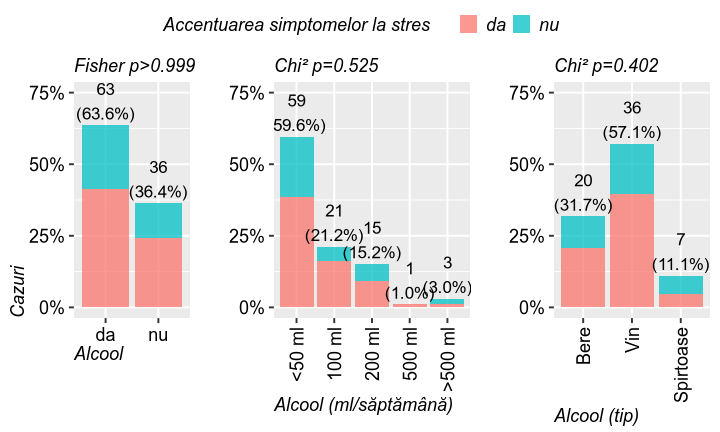 Accentuarea simptomelor la stres da nu
Fisher p>0.999
Chi² p=0.525
Chi² p=0.402
Cazuri
75%
50%
25%
0%
63
(63.6%)
36
(36.4%)
da nu
Alcool
75%
50%
25%
0%
59
59.6%)
21
(21.2%)
15
(15.2%)
1
(1.0%)
3
(3.0%)
<50 ml
100 ml
200 ml
500 ml
>500 ml
Alcool (ml/săptămână)
75%
50%
25%
0%
20
(31.7%)
36
(57.1%)
7
(11.1%)
Bere
Vin
Spirtoase
Alcool (tip)